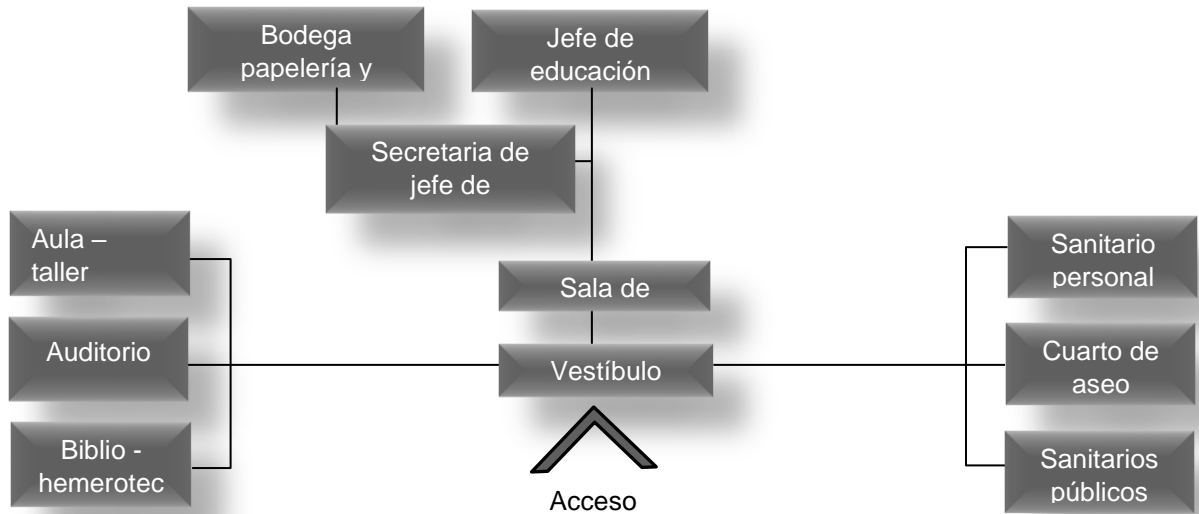 Bodega
papelería y
Jefe de
educación
Secretaria de
jefe de
Aula –
taller
Sala de
Sanitario
personal
Auditorio
Vestíbulo
Cuarto de
aseo
Biblio -
hemerotec
Sanitarios
públicos
Acceso